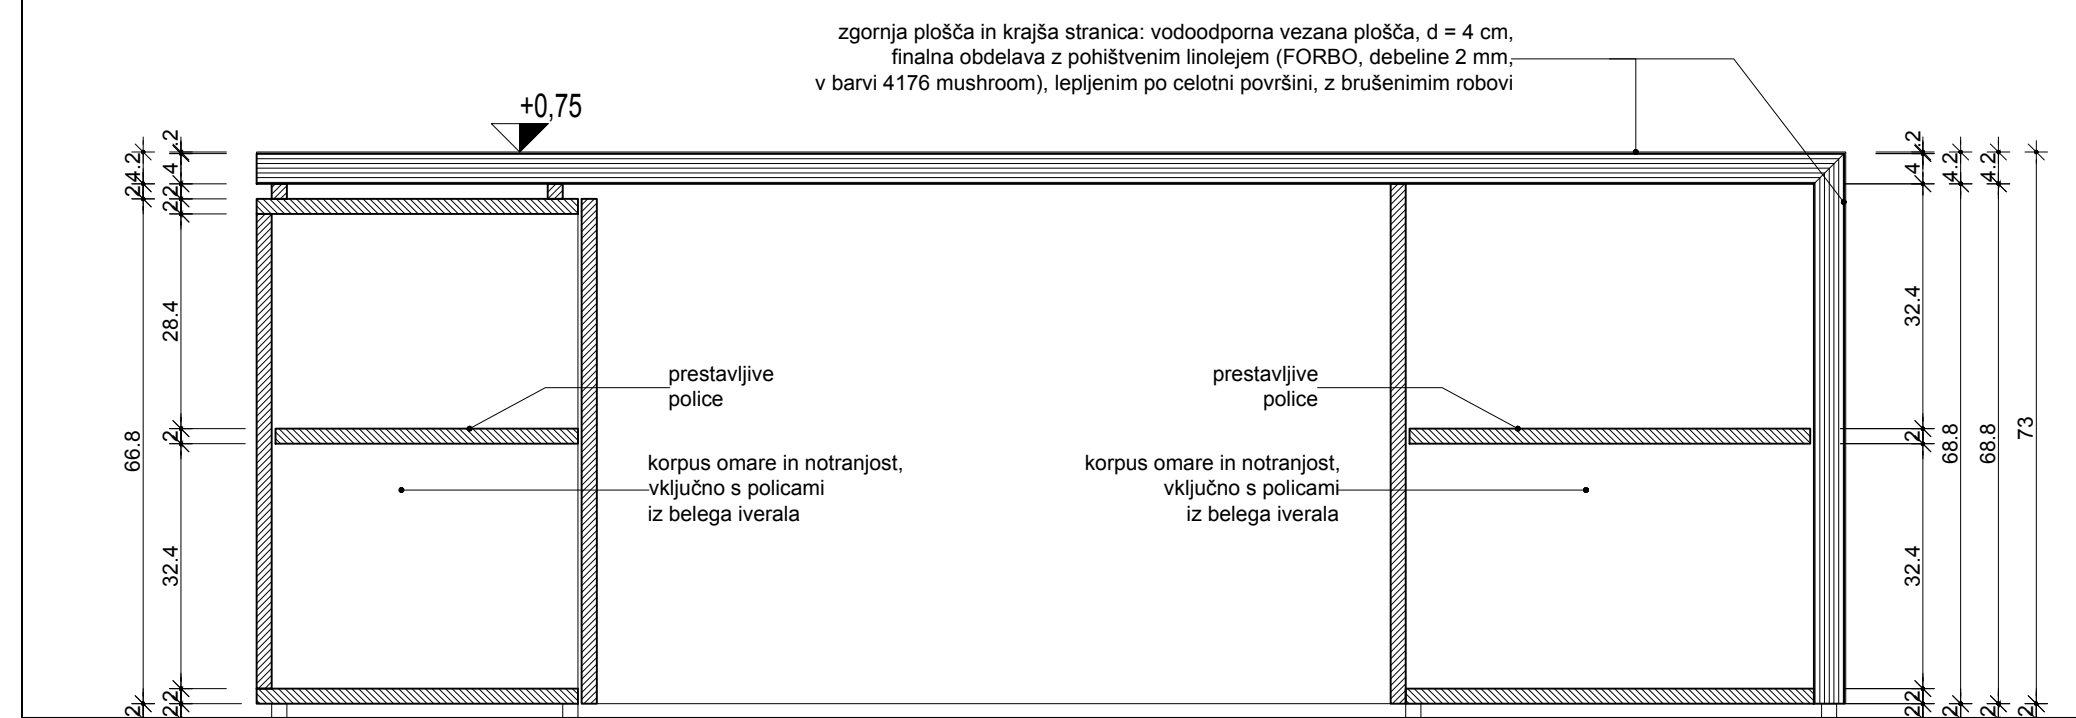 zgornja plošča in krajša stranica: vodoodporna vezana plošča, d = 4 cm,
finalna obdelava z pohištvenim linolejem (FORBO, debeline 2 mm,
v barvi 4176 mushroom), lepljenim po celotni površini, z brušenimim robovi
+0,75
prestavljive
police
korpus omare in notranjost,
vključno s policami
iz belega iverala
prestavljive
police
korpus omare in notranjost,
vključno s policami
iz belega iverala
4.2
2
66.8
2
.2
4
2
2
28.4
2
32.4
2
2
.2
4
32.4
2
32.4
2
2
4.2
68.8
2
4.2
68.8
2
73
2